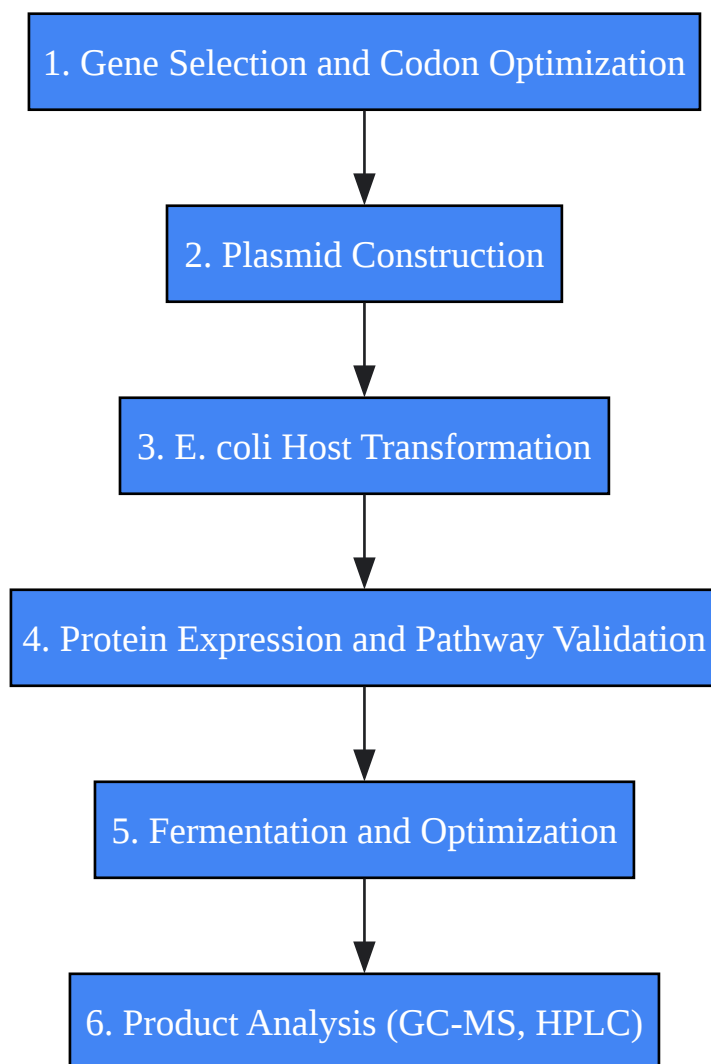 1. Gene Selection and Codon Optimization
2. Plasmid Construction
3. E. coli Host Transformation
4. Protein Expression and Pathway Validation
5. Fermentation and Optimization
6. Product Analysis (GC-MS, HPLC)